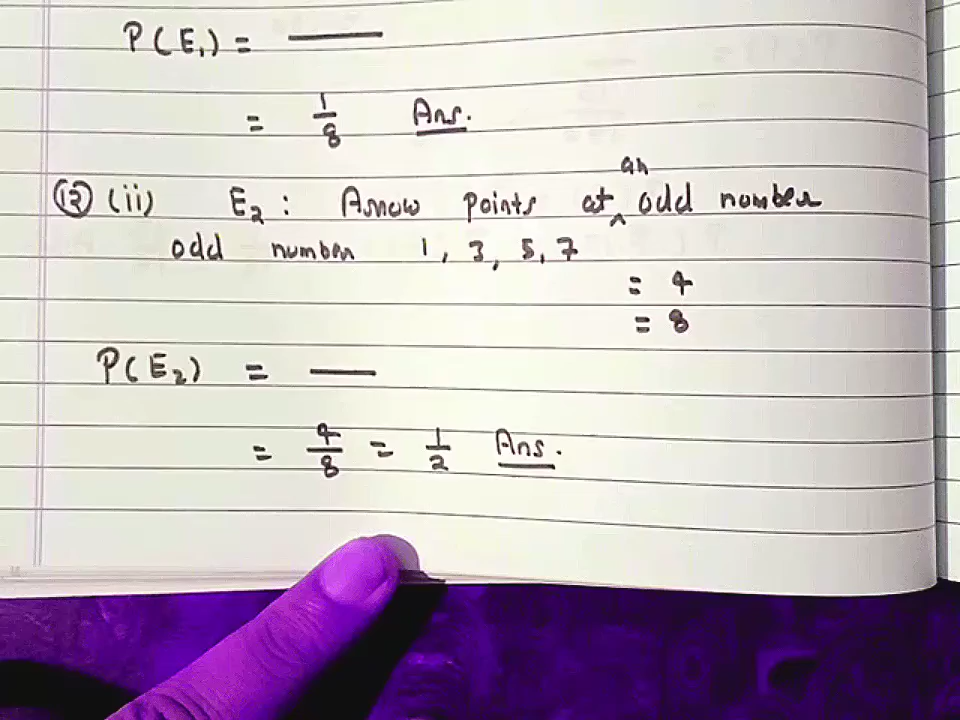 P(E₁) = ―
= 1/8 Ans.
⑫ (ii) E₂ : Arrow points at an odd number
odd number 1, 3, 5, 7
= 4
= 8
P(E₂) = ―
= 4/8 = 1/2 Ans.